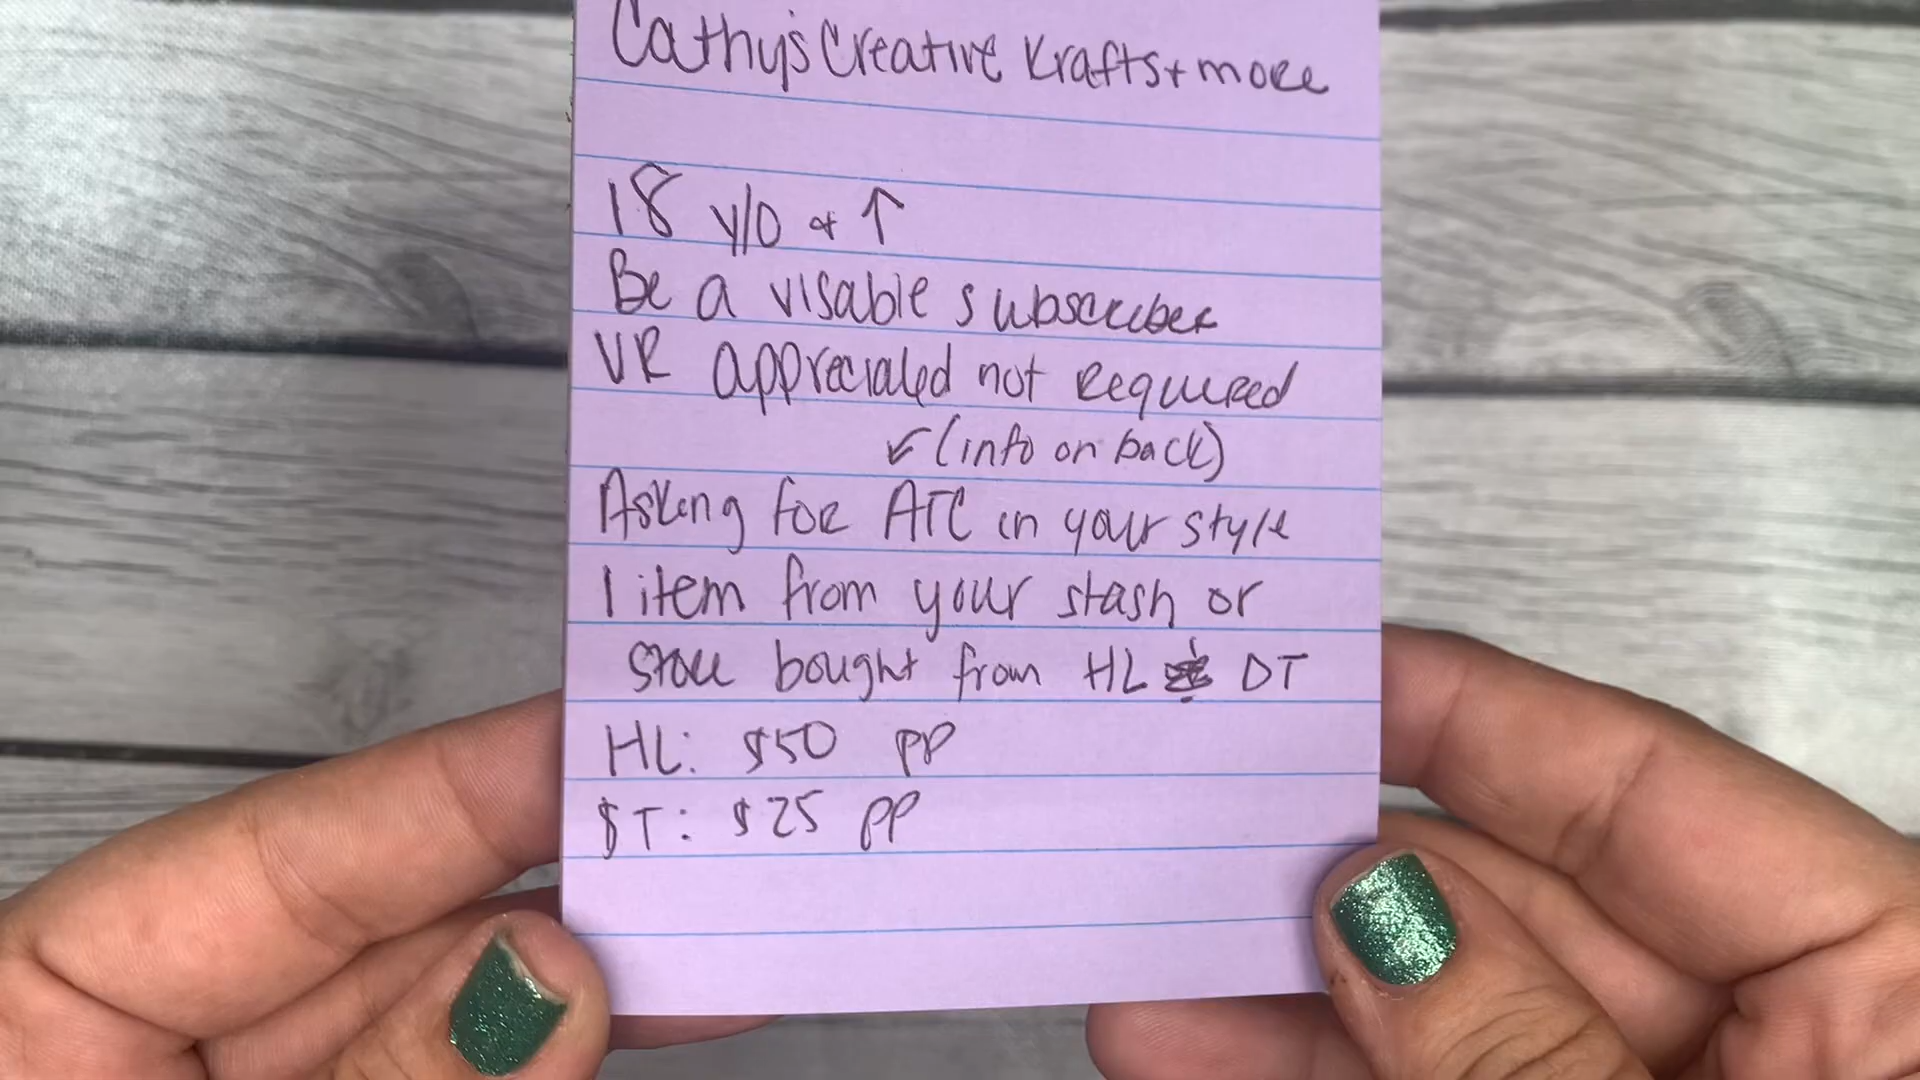 Cathy's Creative Krafts + more
18 y/o + ↑
Be a visable subscriber
VR appreciated not required
↙ (info on back)
Asking for ATC in your style
1 item from your stash or
store bought from HL DT
HL: $50 pp
$T: $25 pp